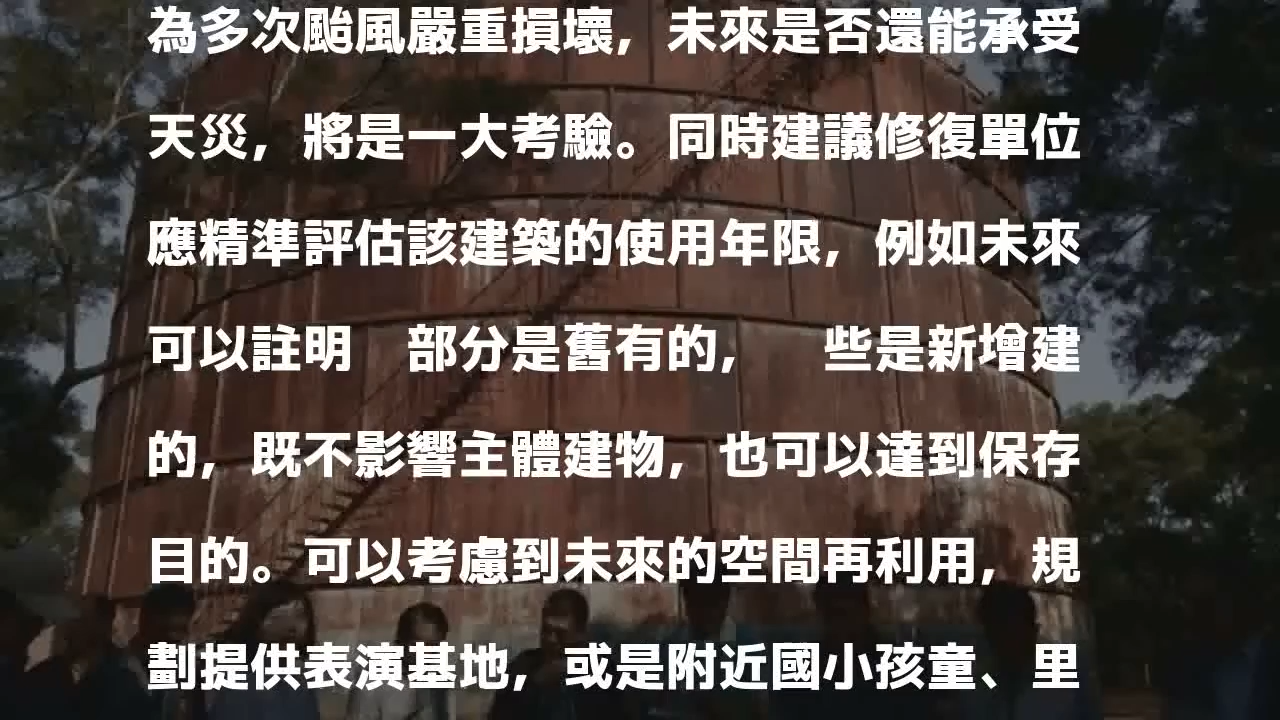 為多次颱風嚴重損壞，未來是否還能承受
天災，將是一大考驗。同時建議修復單位
應精準評估該建築的使用年限，例如未來
可以註明　部分是舊有的，　些是新增建
的，既不影響主體建物，也可以達到保存
目的。可以考慮到未來的空間再利用，規
劃提供表演基地，或是附近國小孩童、里